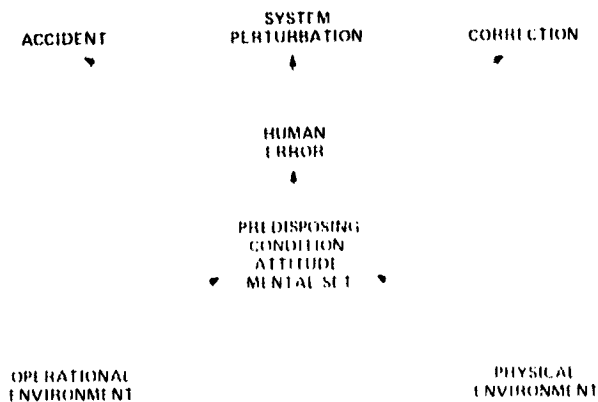 ACCIDENT
SYSTEM
PERTURBATION
CORRECTION
HUMAN
ERROR
PREDISPOSING
CONDITION
ATTITUDE
MENTAL SET
OPERATIONAL
ENVIRONMENT
PHYSICAL
ENVIRONMENT